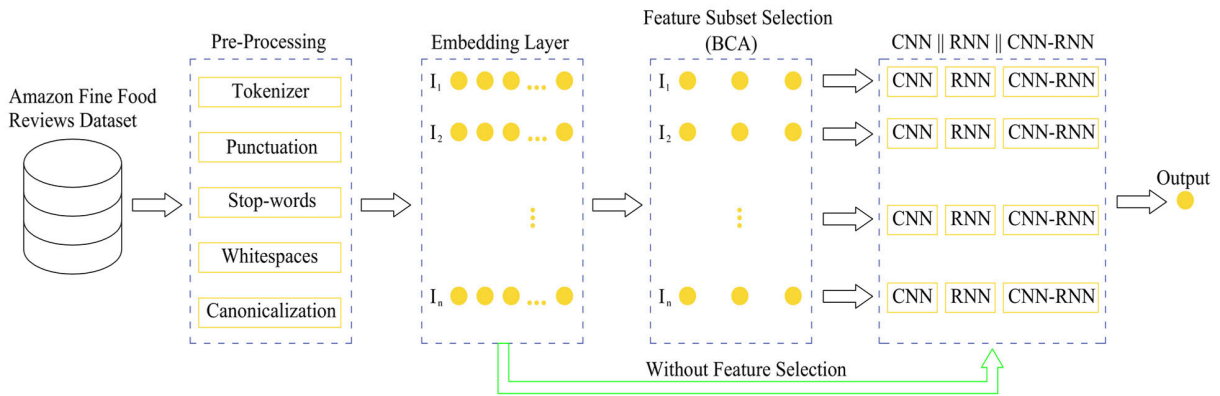 Amazon Fine Food
Reviews Dataset
Pre-Processing
Tokenizer
Punctuation
Stop-words
Whitespaces
Canonicalization
Embedding Layer
I₁
I₂
Iₙ
Feature Subset Selection
(BCA)
I₁
I₂
Iₙ
CNN || RNN || CNN-RNN
CNN RNN CNN-RNN
CNN RNN CNN-RNN
CNN RNN CNN-RNN
CNN RNN CNN-RNN
Output
Without Feature Selection